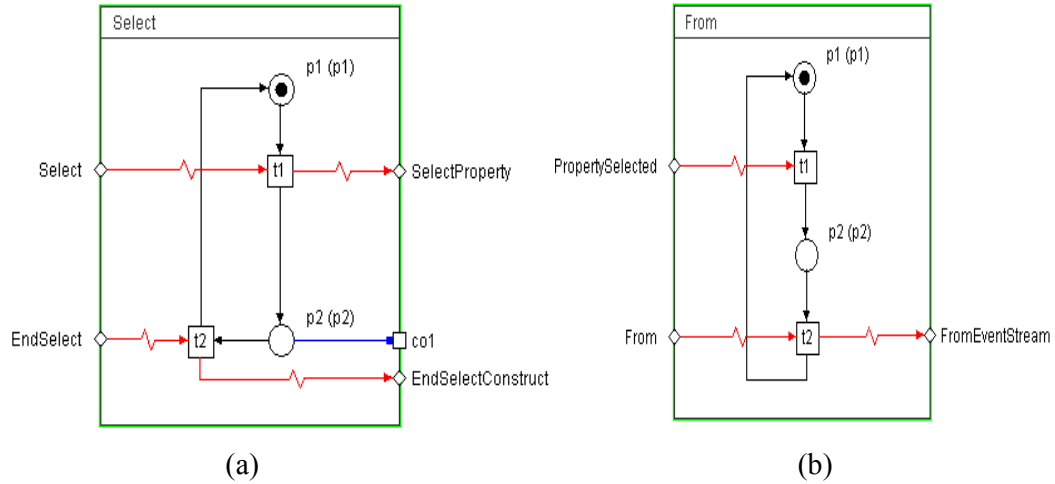 Select
p1 (p1)
Select
t1
SelectProperty
p2 (p2)
EndSelect
t2
co1
EndSelectConstruct
(a)
From
p1 (p1)
PropertySelected
t1
p2 (p2)
From
t2
FromEventStream
(b)